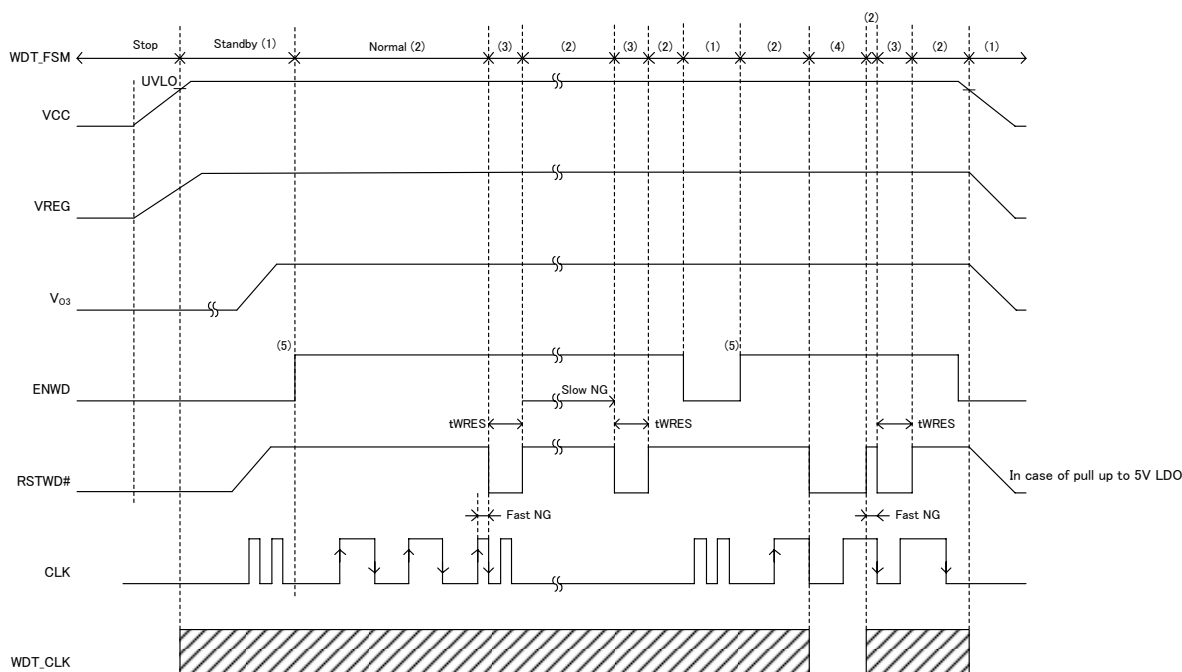 (2)
Stop Standby (1) Normal (2) (3) (2) (3) (2) (1) (2) (4) (3) (2) (1)
WDT_FSM
UVLO
VCC
VREG
VO3
(5) (5)
ENWD
Slow NG
tWRES tWRES tWRES
RSTWD#
In case of pull up to 5V LDO
Fast NG Fast NG
CLK
WDT_CLK